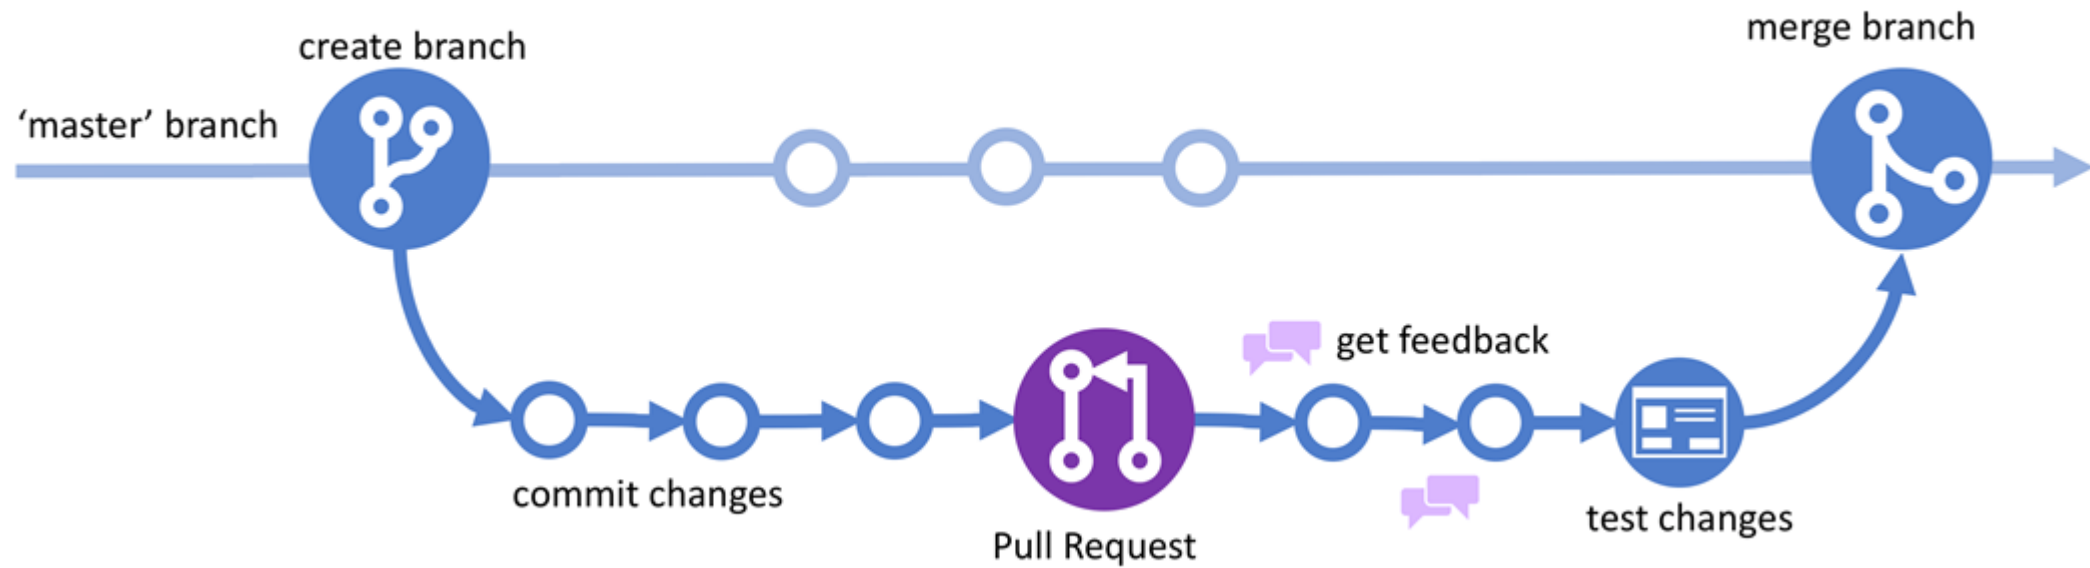 create branch
merge branch
‘master’ branch
get feedback
commit changes
test changes
Pull Request